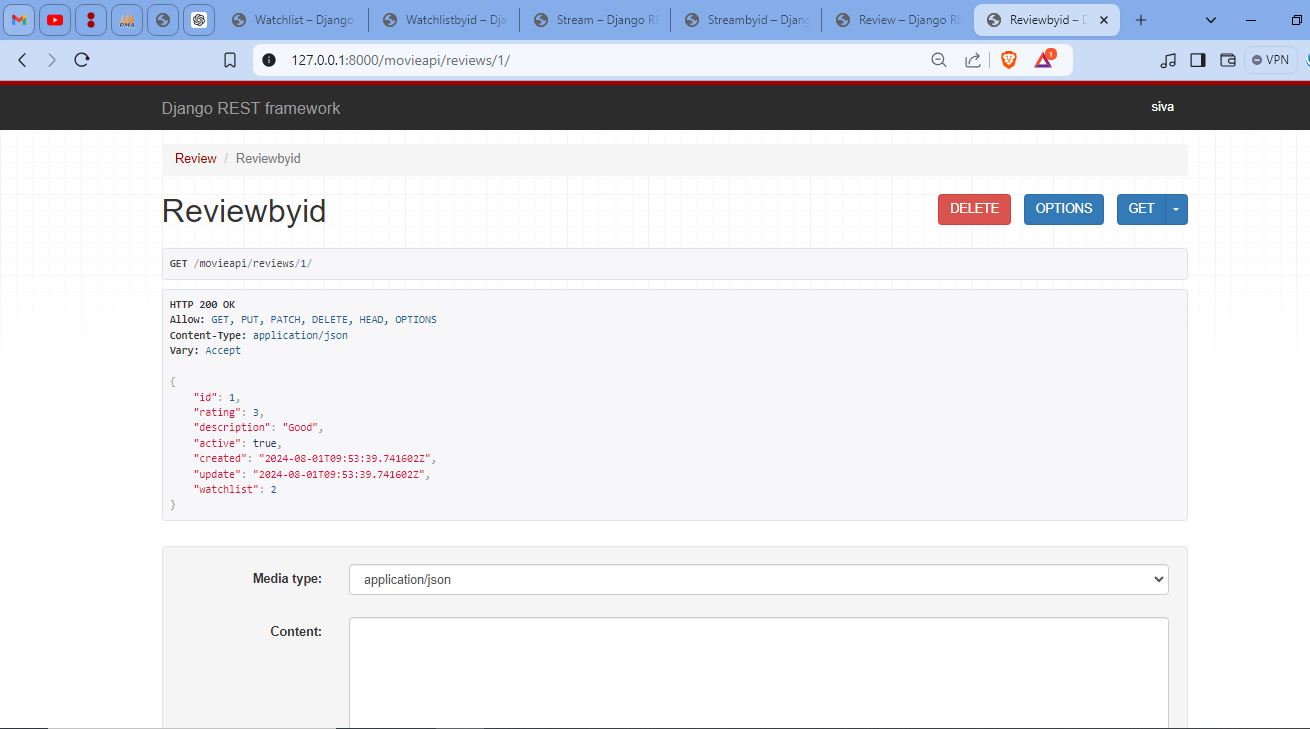 PMA
Watchlist – Django
Watchlistbyid – Dja
Stream – Django RE
Streambyid – Djang
Review – Django RE
Reviewbyid – D
127.0.0.1:8000/movieapi/reviews/1/
1
VPN
Django REST framework
siva
Review / Reviewbyid
Reviewbyid
DELETE
OPTIONS
GET
GET /movieapi/reviews/1/
HTTP 200 OK
Allow: GET, PUT, PATCH, DELETE, HEAD, OPTIONS
Content-Type: application/json
Vary: Accept
{
"id": 1,
"rating": 3,
"description": "Good",
"active": true,
"created": "2024-08-01T09:53:39.741602Z",
"update": "2024-08-01T09:53:39.741602Z",
"watchlist": 2
}
Media type:
application/json
Content: